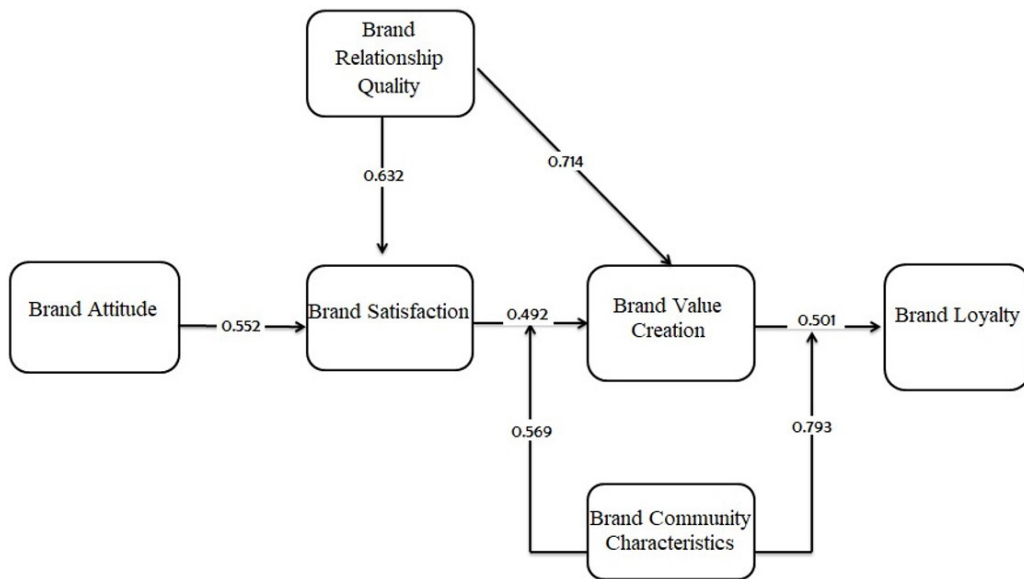 Brand
Relationship
Quality
0.632
0.714
Brand Attitude
0.552
Brand Satisfaction
0.492
Brand Value
Creation
0.501
Brand Loyalty
0.569
0.793
Brand Community
Characteristics